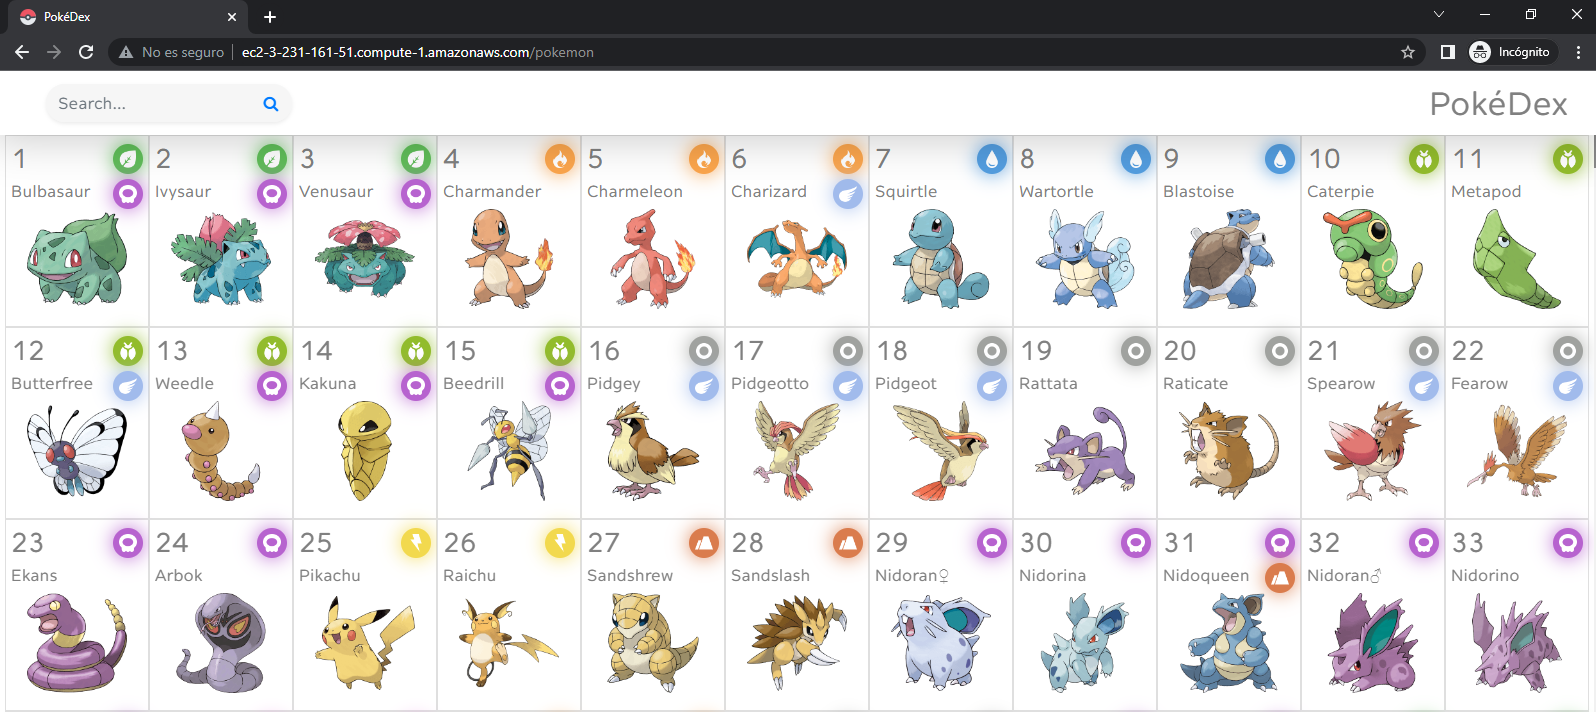 PokéDex
No es seguro
ec2-3-231-161-51.compute-1.amazonaws.com/pokemon
Incógnito
Search...
PokéDex
1 2 3 4 5 6 7 8 9 10 11
Bulbasaur Ivysaur Venusaur Charmander Charmeleon Charizard Squirtle Wartortle Blastoise Caterpie Metapod
12 13 14 15 16 17 18 19 20 21 22
Butterfree Weedle Kakuna Beedrill Pidgey Pidgeotto Pidgeot Rattata Raticate Spearow Fearow
23 24 25 26 27 28 29 30 31 32 33
Ekans Arbok Pikachu Raichu Sandshrew Sandslash Nidoran♀ Nidorina Nidoqueen Nidoran♂ Nidorino